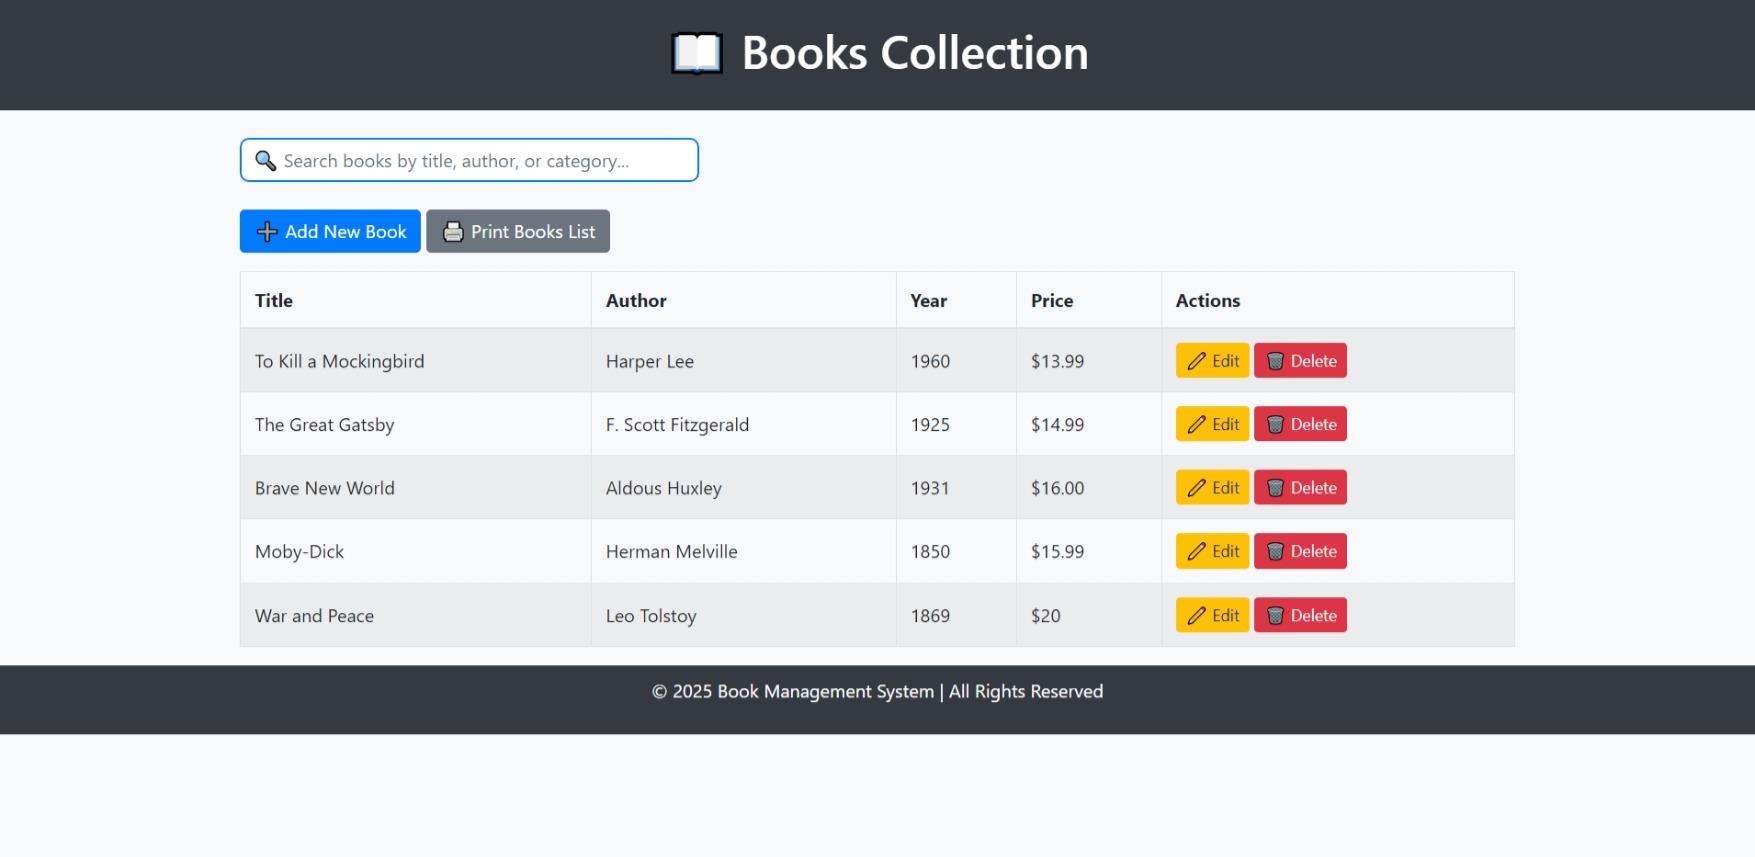 Books Collection
Search books by title, author, or category...
Add New Book Print Books List
Title Author Year Price Actions
To Kill a Mockingbird Harper Lee 1960 $13.99 Edit Delete
The Great Gatsby F. Scott Fitzgerald 1925 $14.99 Edit Delete
Brave New World Aldous Huxley 1931 $16.00 Edit Delete
Moby-Dick Herman Melville 1850 $15.99 Edit Delete
War and Peace Leo Tolstoy 1869 $20 Edit Delete
© 2025 Book Management System | All Rights Reserved